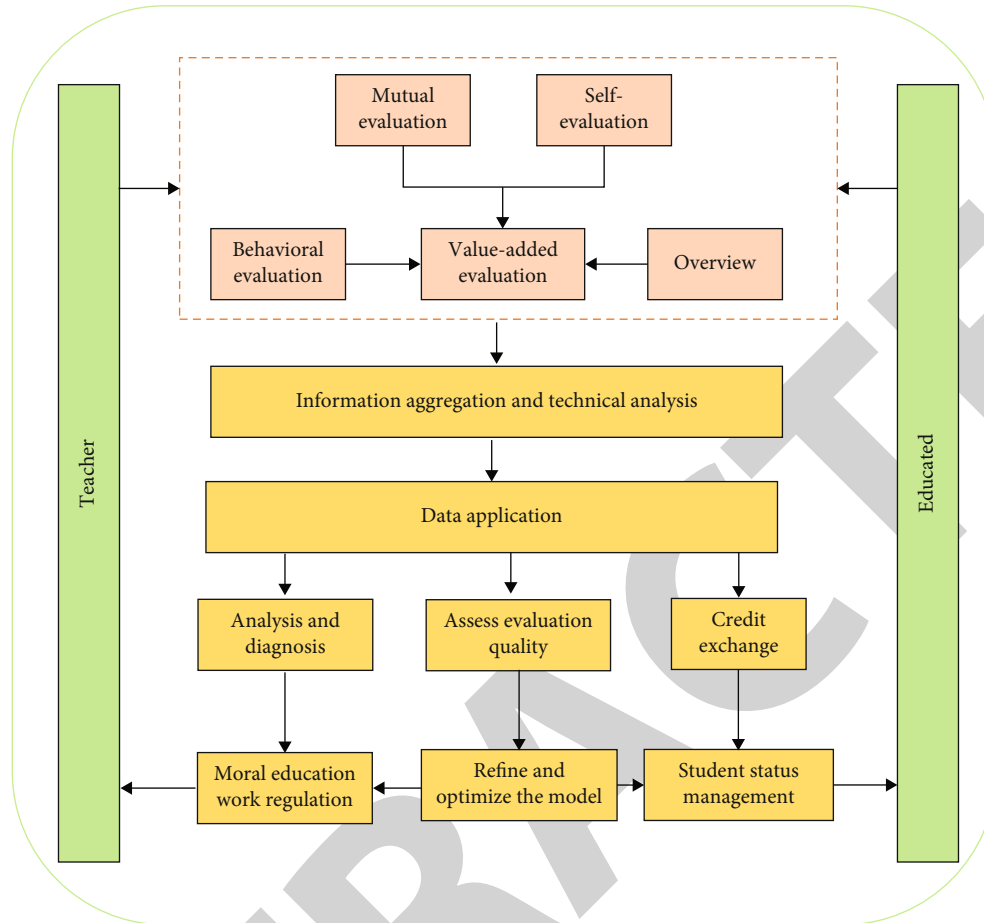 Mutual
evaluation
Self-
evaluation
Behavioral
evaluation
Value-added
evaluation
Overview
Teacher
Educated
Information aggregation and technical analysis
Data application
Analysis and
diagnosis
Assess evaluation
quality
Credit
exchange
Moral education
work regulation
Refine and
optimize the model
Student status
management